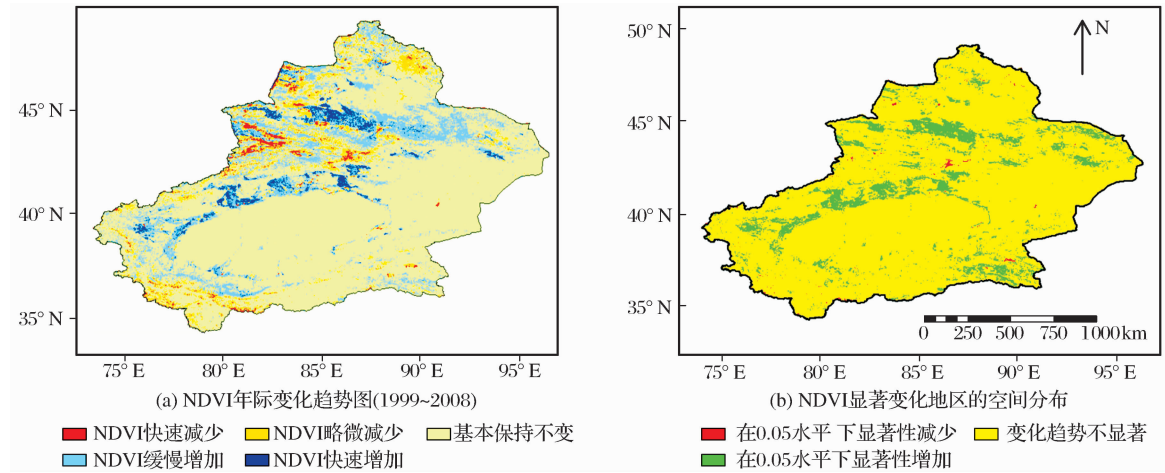 50° N
N
45° N
45° N
40° N
40° N
35° N
35° N
0 250 500 750 1000km
75° E 80° E 85° E 90° E 95° E
75° E 80° E 85° E 90° E 95° E
(a) NDVI年际变化趋势图(1999~2008)
(b) NDVI显著变化地区的空间分布
NDVI快速减少 NDVI略微减少 基本保持不变
NDVI缓慢增加 NDVI快速增加
在0.05水平 下显著性减少 变化趋势不显著
在0.05水平下显著性增加